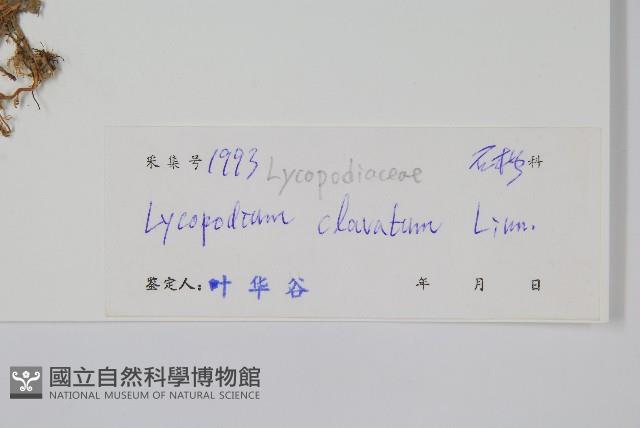 采集号 1993 Lycopodiaceae 石松 科
Lycopodium clavatum Linn.
鉴定人: 叶华谷 年 月 日
國立自然科學博物館
NATIONAL MUSEUM OF NATURAL SCIENCE